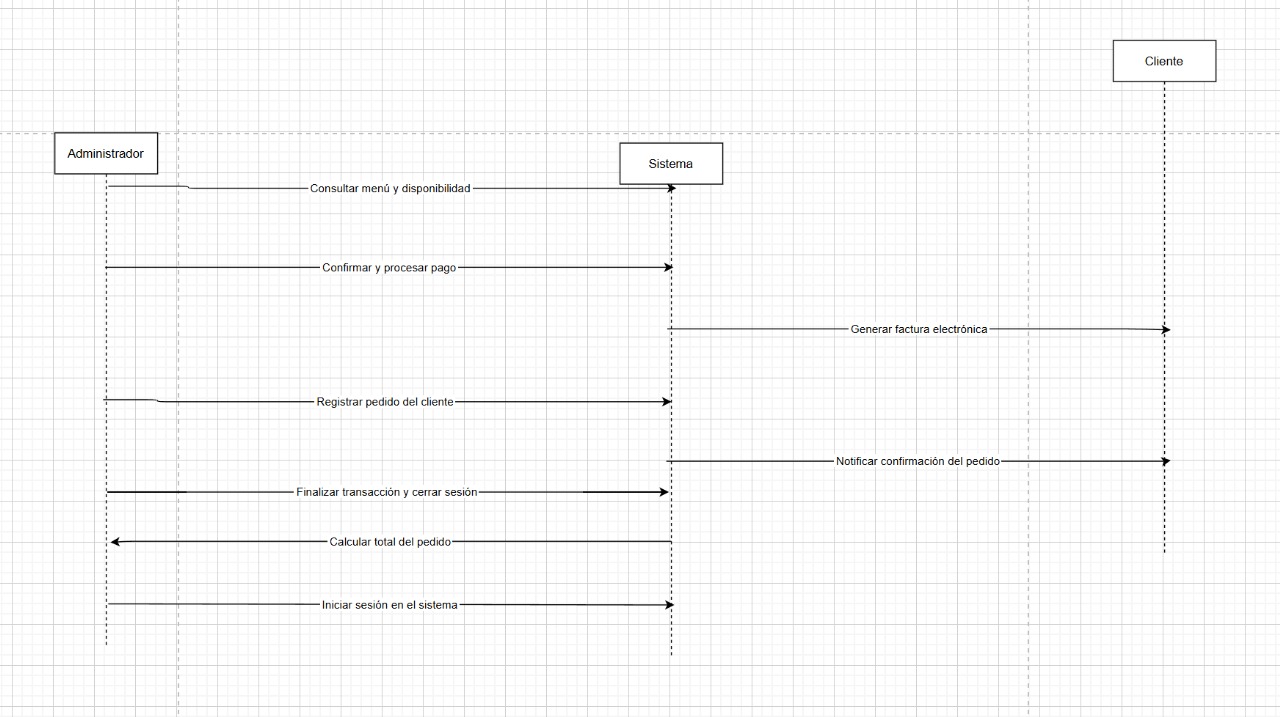 Cliente
Administrador
Sistema
Consultar menú y disponibilidad
Confirmar y procesar pago
Generar factura electrónica
Registrar pedido del cliente
Notificar confirmación del pedido
Finalizar transacción y cerrar sesión
Calcular total del pedido
Iniciar sesión en el sistema